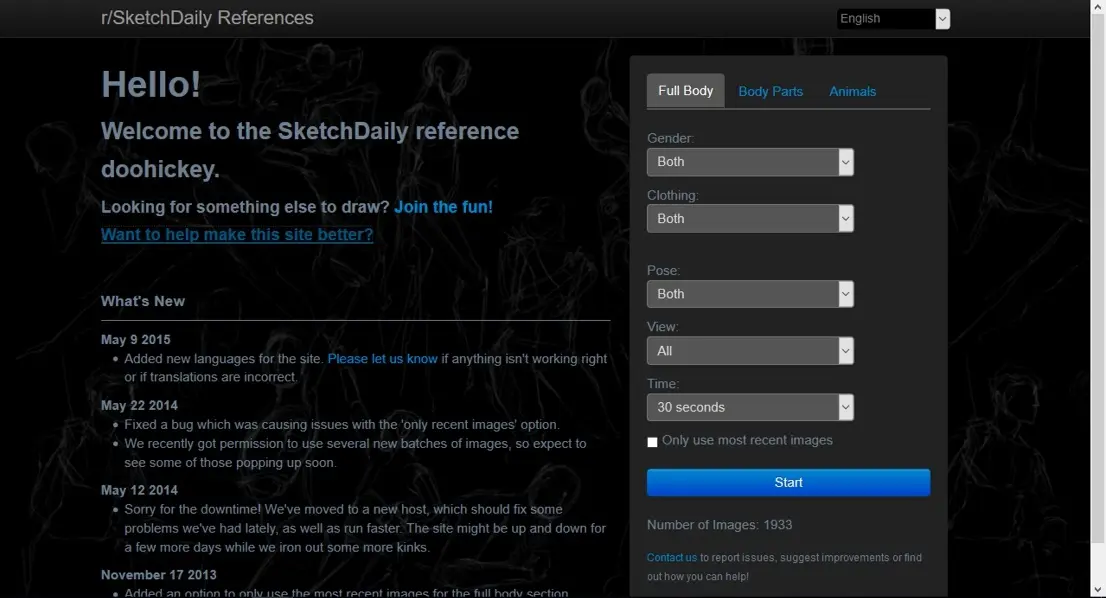 r/SketchDaily References
English
Hello!
Welcome to the SketchDaily reference
doohickey.
Looking for something else to draw? Join the fun!
Want to help make this site better?
What's New
May 9 2015
Added new languages for the site. Please let us know if anything isn't working right
or if translations are incorrect.
May 22 2014
Fixed a bug which was causing issues with the 'only recent images' option.
We recently got permission to use several new batches of images, so expect to
see some of those popping up soon.
May 12 2014
Sorry for the downtime! We've moved to a new host, which should fix some
problems we've had lately, as well as run faster. The site might be up and down for
a few more days while we iron out some more kinks.
November 17 2013
Added an option to only use the most recent images for the full body section
Full Body Body Parts Animals
Gender:
Both
Clothing:
Both
Pose:
Both
View:
All
Time:
30 seconds
Only use most recent images
Start
Number of Images: 1933
Contact us to report issues, suggest improvements or find
out how you can help!